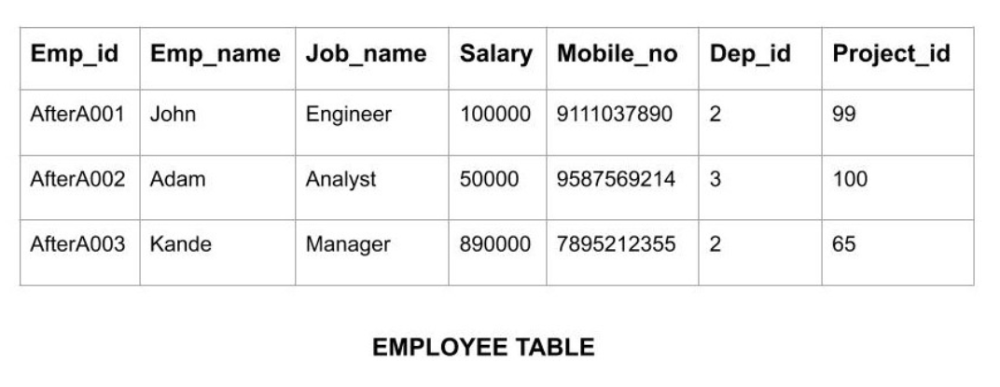 Emp_id Emp_name Job_name Salary Mobile_no Dep_id Project_id
AfterA001 John Engineer 100000 9111037890 2 99
AfterA002 Adam Analyst 50000 9587569214 3 100
AfterA003 Kande Manager 890000 7895212355 2 65
EMPLOYEE TABLE